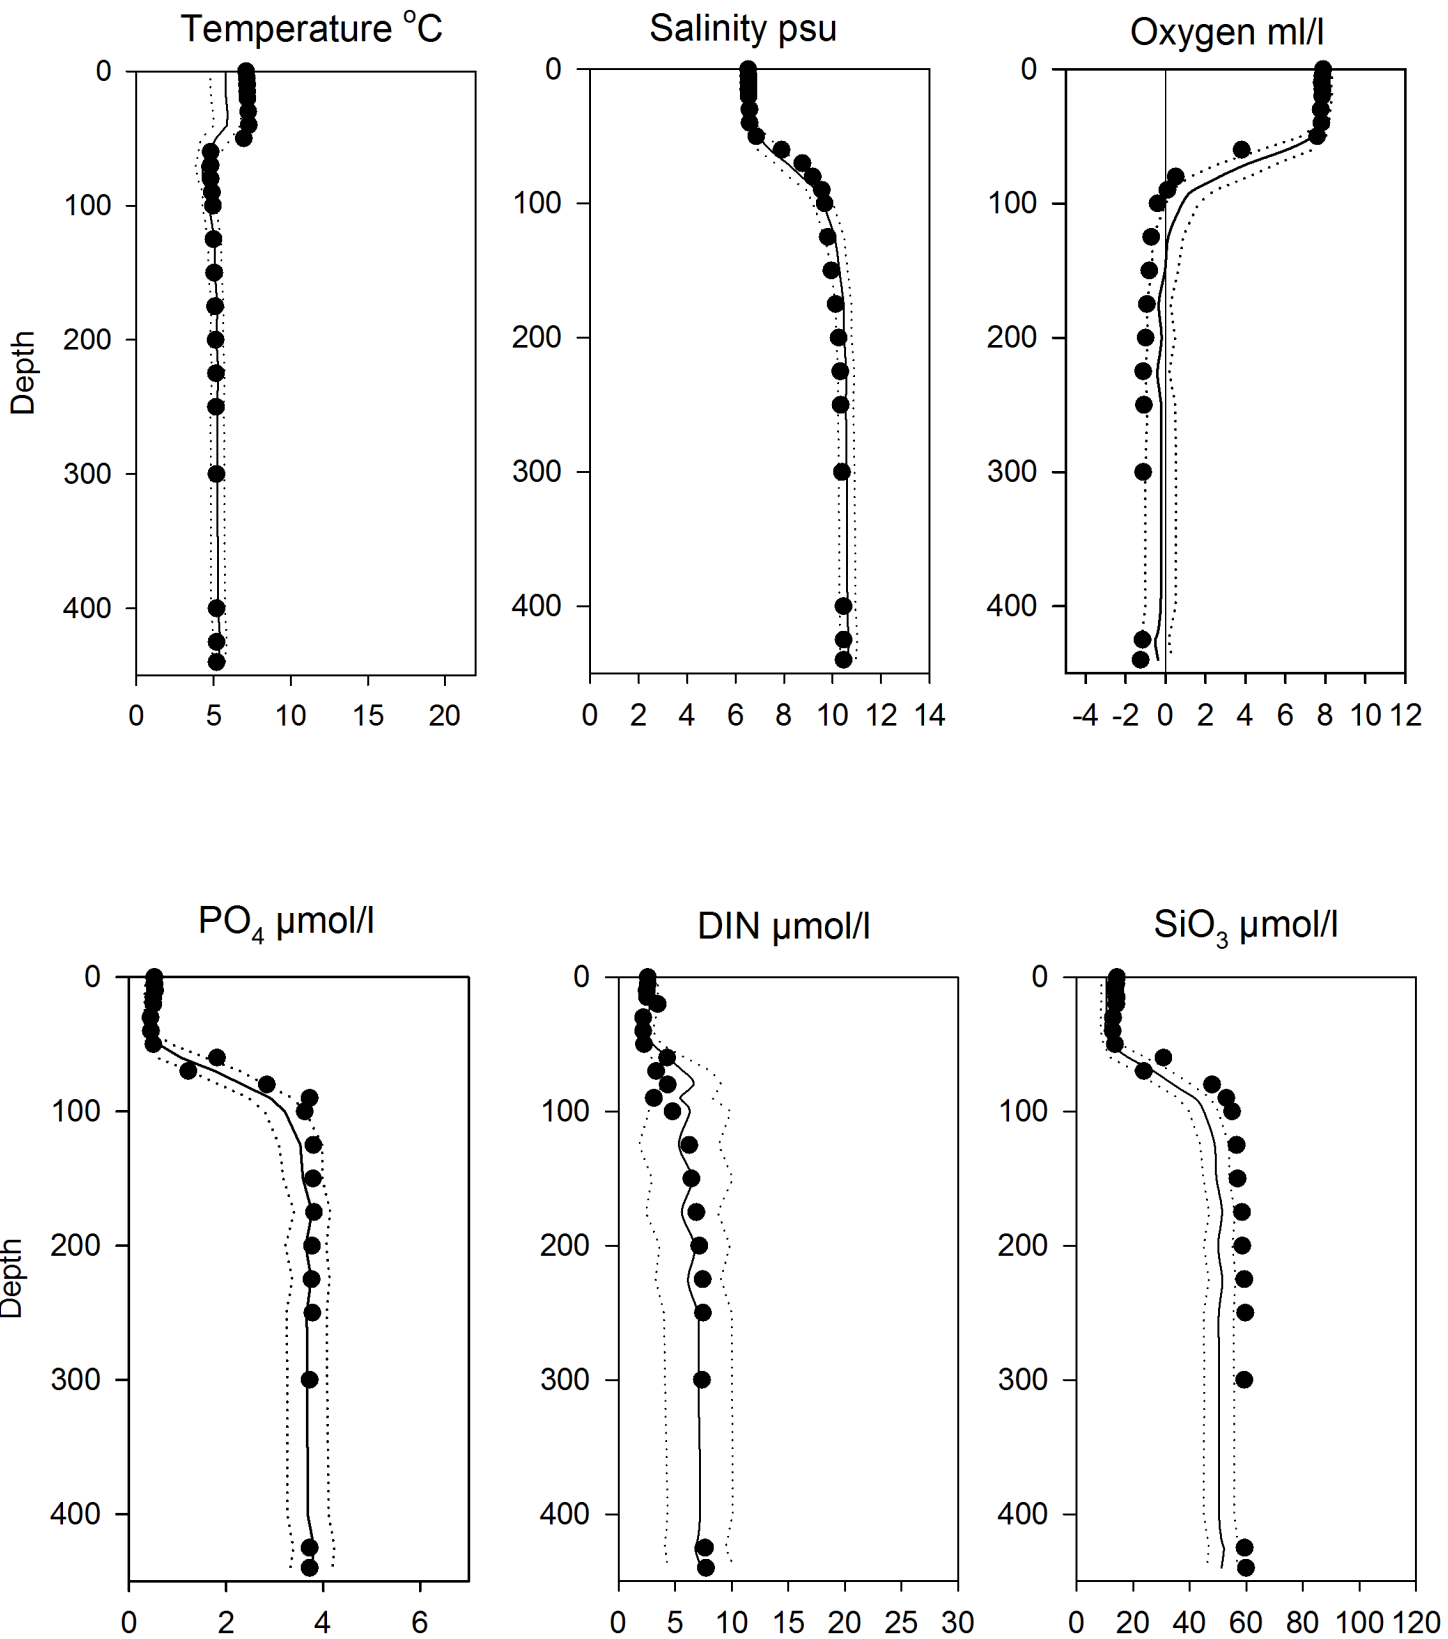 Temperature °C
Salinity psu
Oxygen ml/l
0
100
200
300
400
Depth
0 5 10 15 20
0
100
200
300
400
0 2 4 6 8 10 12 14
0
100
200
300
400
-4 -2 0 2 4 6 8 10 12
PO₄ µmol/l
DIN µmol/l
SiO₃ µmol/l
0
100
200
300
400
Depth
0 2 4 6
0
100
200
300
400
0 5 10 15 20 25 30
0
100
200
300
400
0 20 40 60 80 100 120